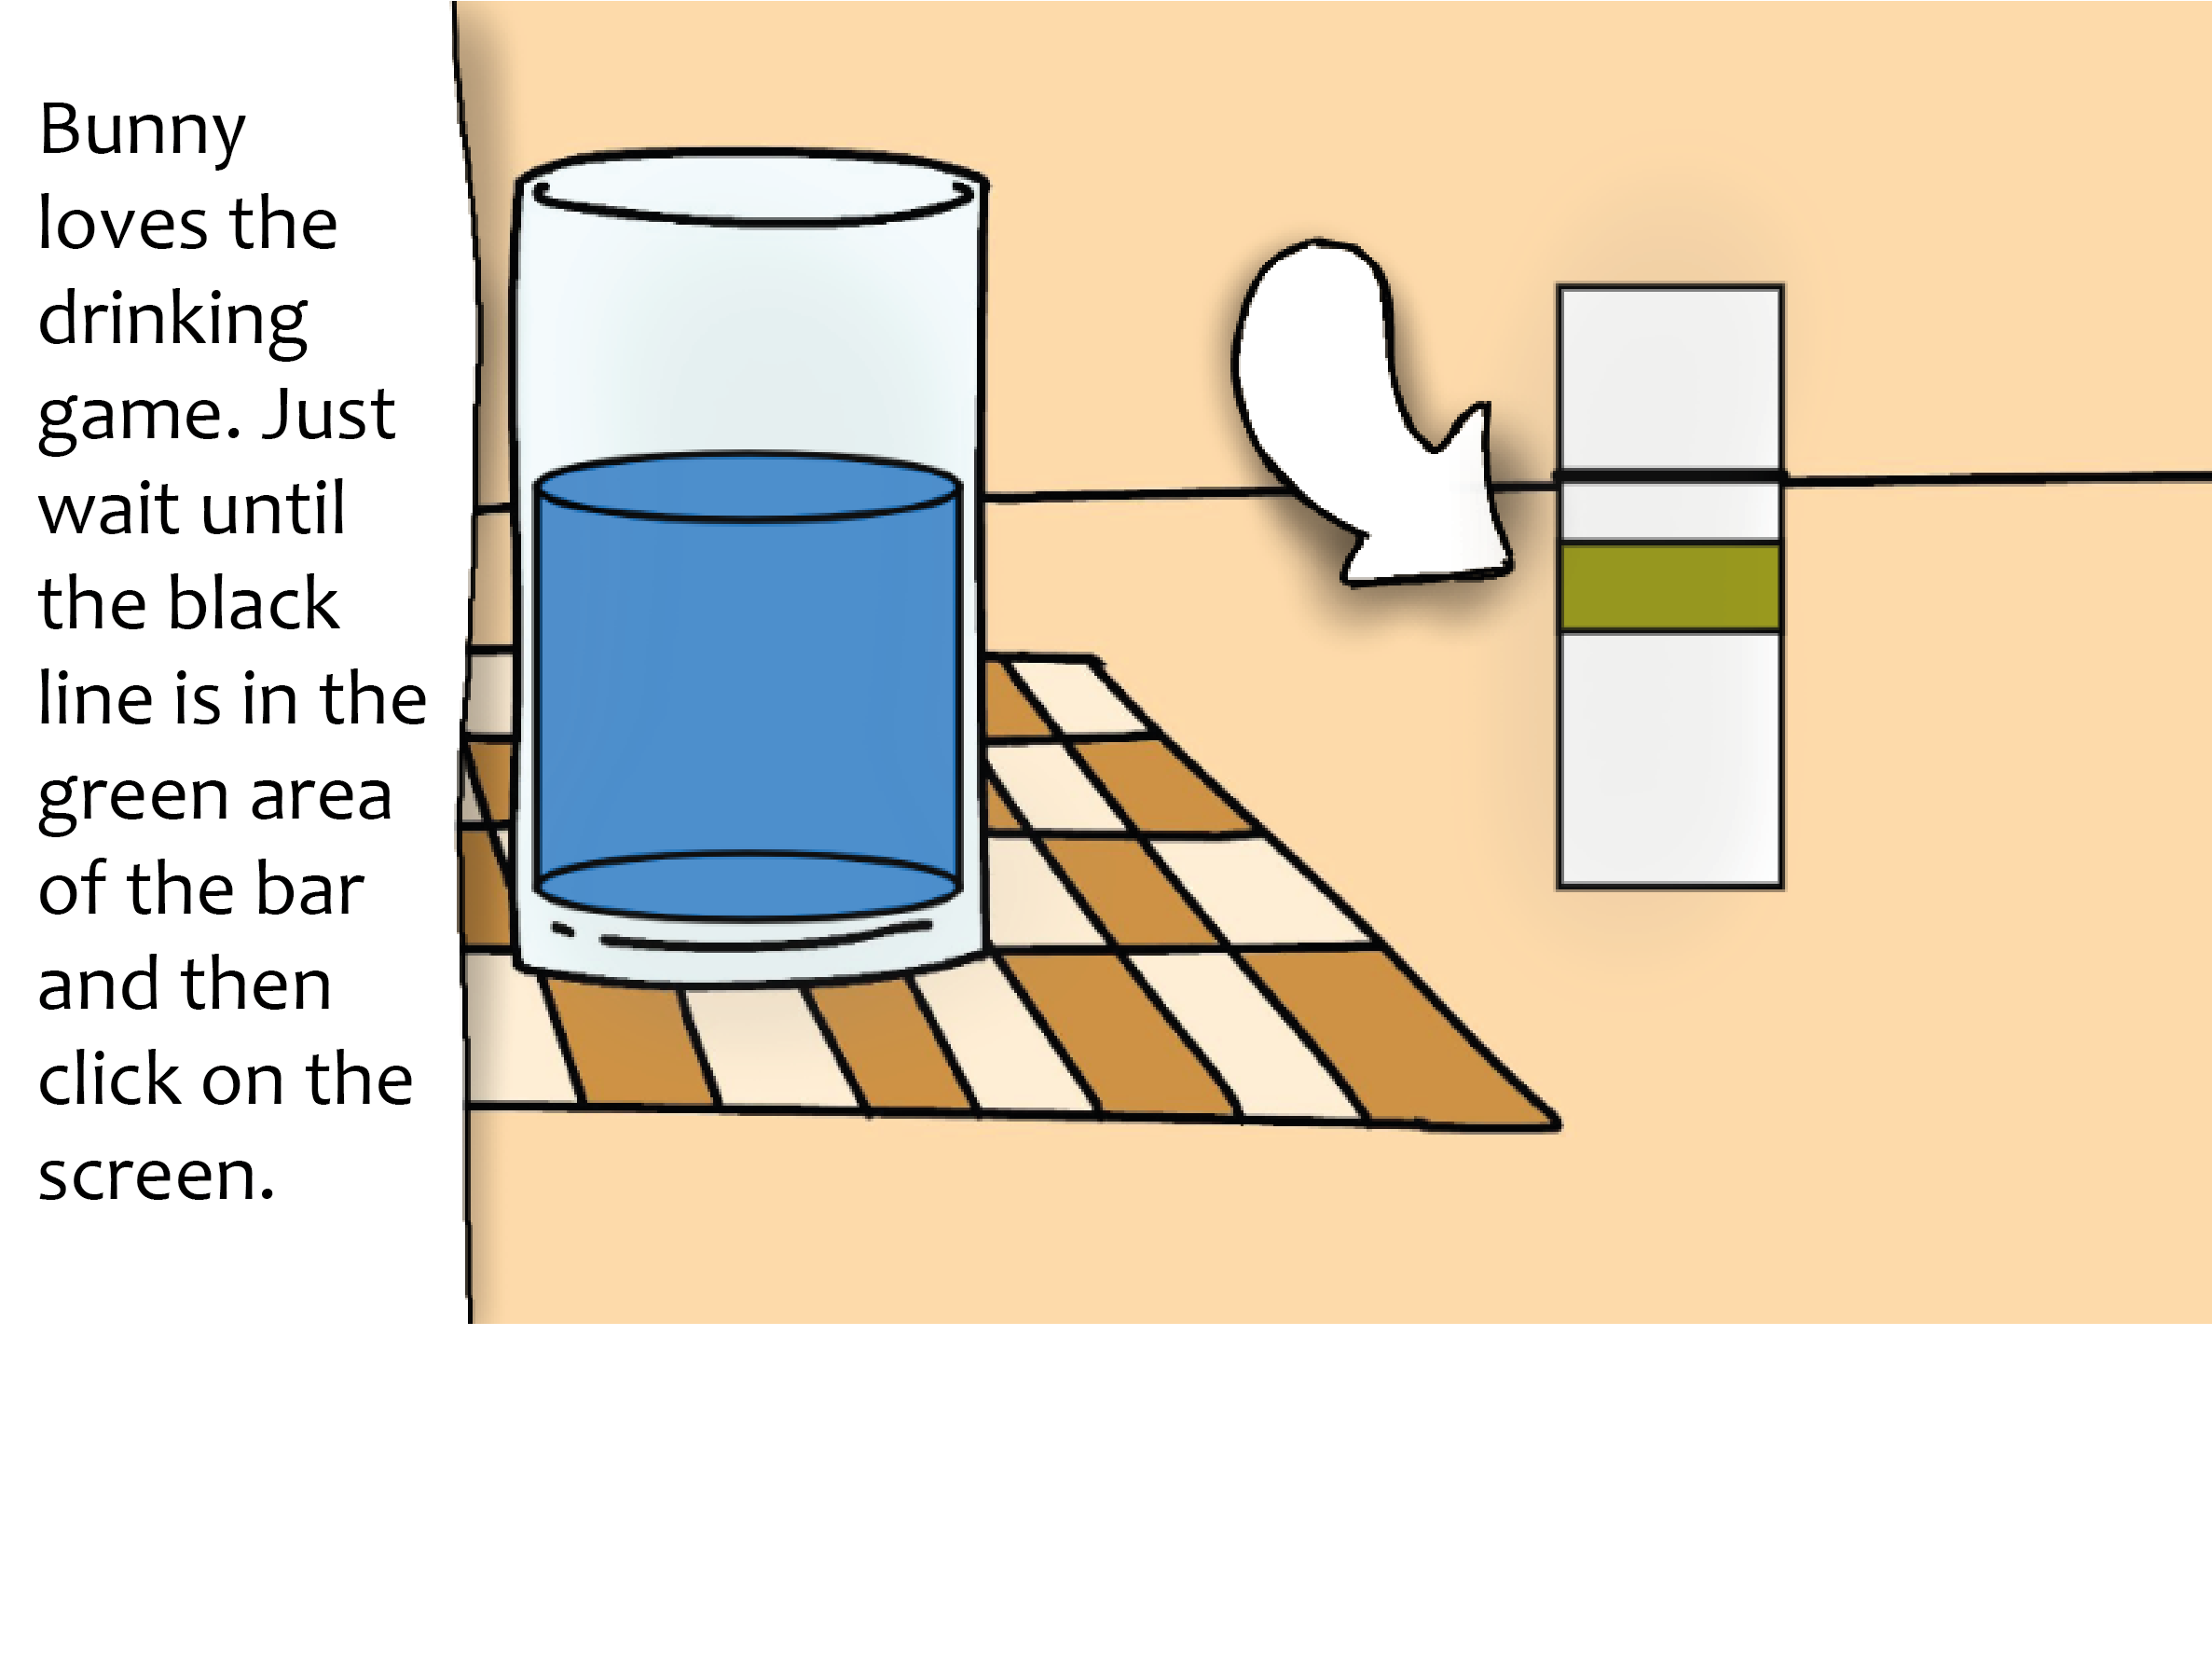 Bunny
loves the
drinking
game. Just
wait until
the black
line is in the
green area
of the bar
and then
click on the
screen.